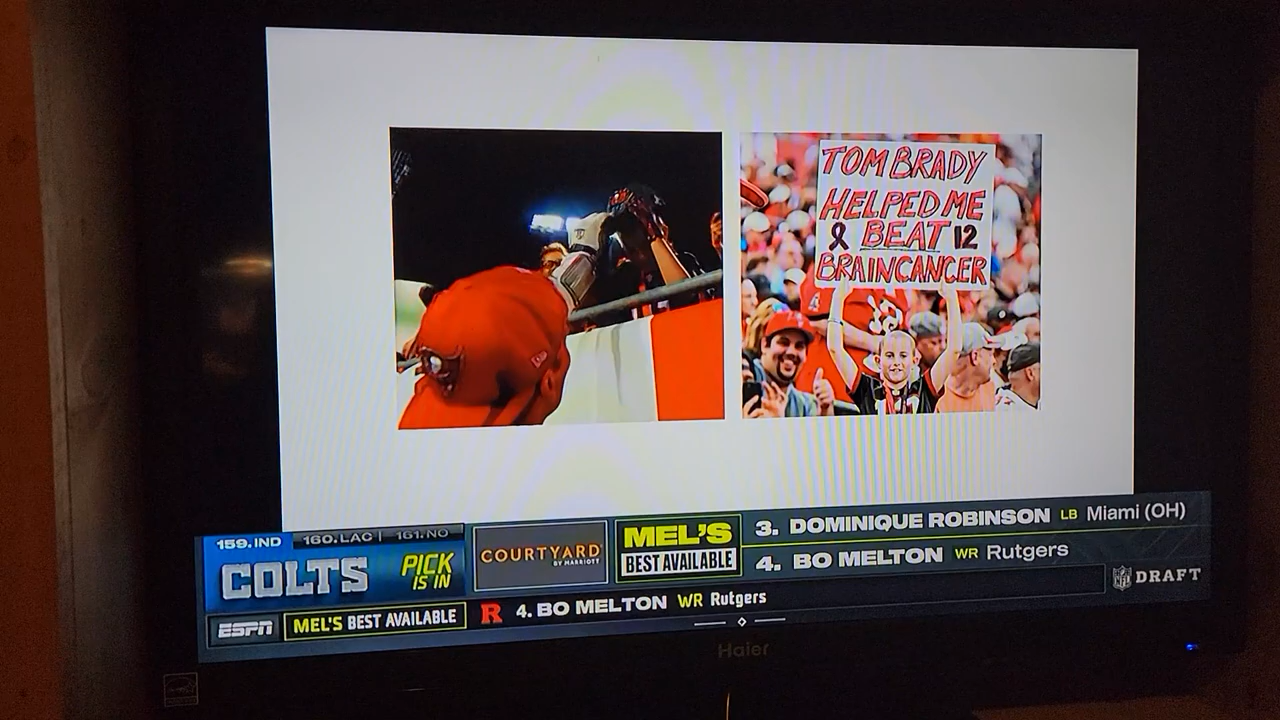 TOM BRADY
HELPED ME
BEAT 12
BRAINCANCER
159.IND 160.LAC 161.NO
COLTS
PICK
IS IN
COURTYARD
BY MARRIOTT
MEL'S
BEST AVAILABLE
3. DOMINIQUE ROBINSON LB Miami (OH)
4. BO MELTON WR Rutgers
NFL DRAFT
ESPN
MEL'S BEST AVAILABLE
R 4. BO MELTON WR Rutgers
Haier